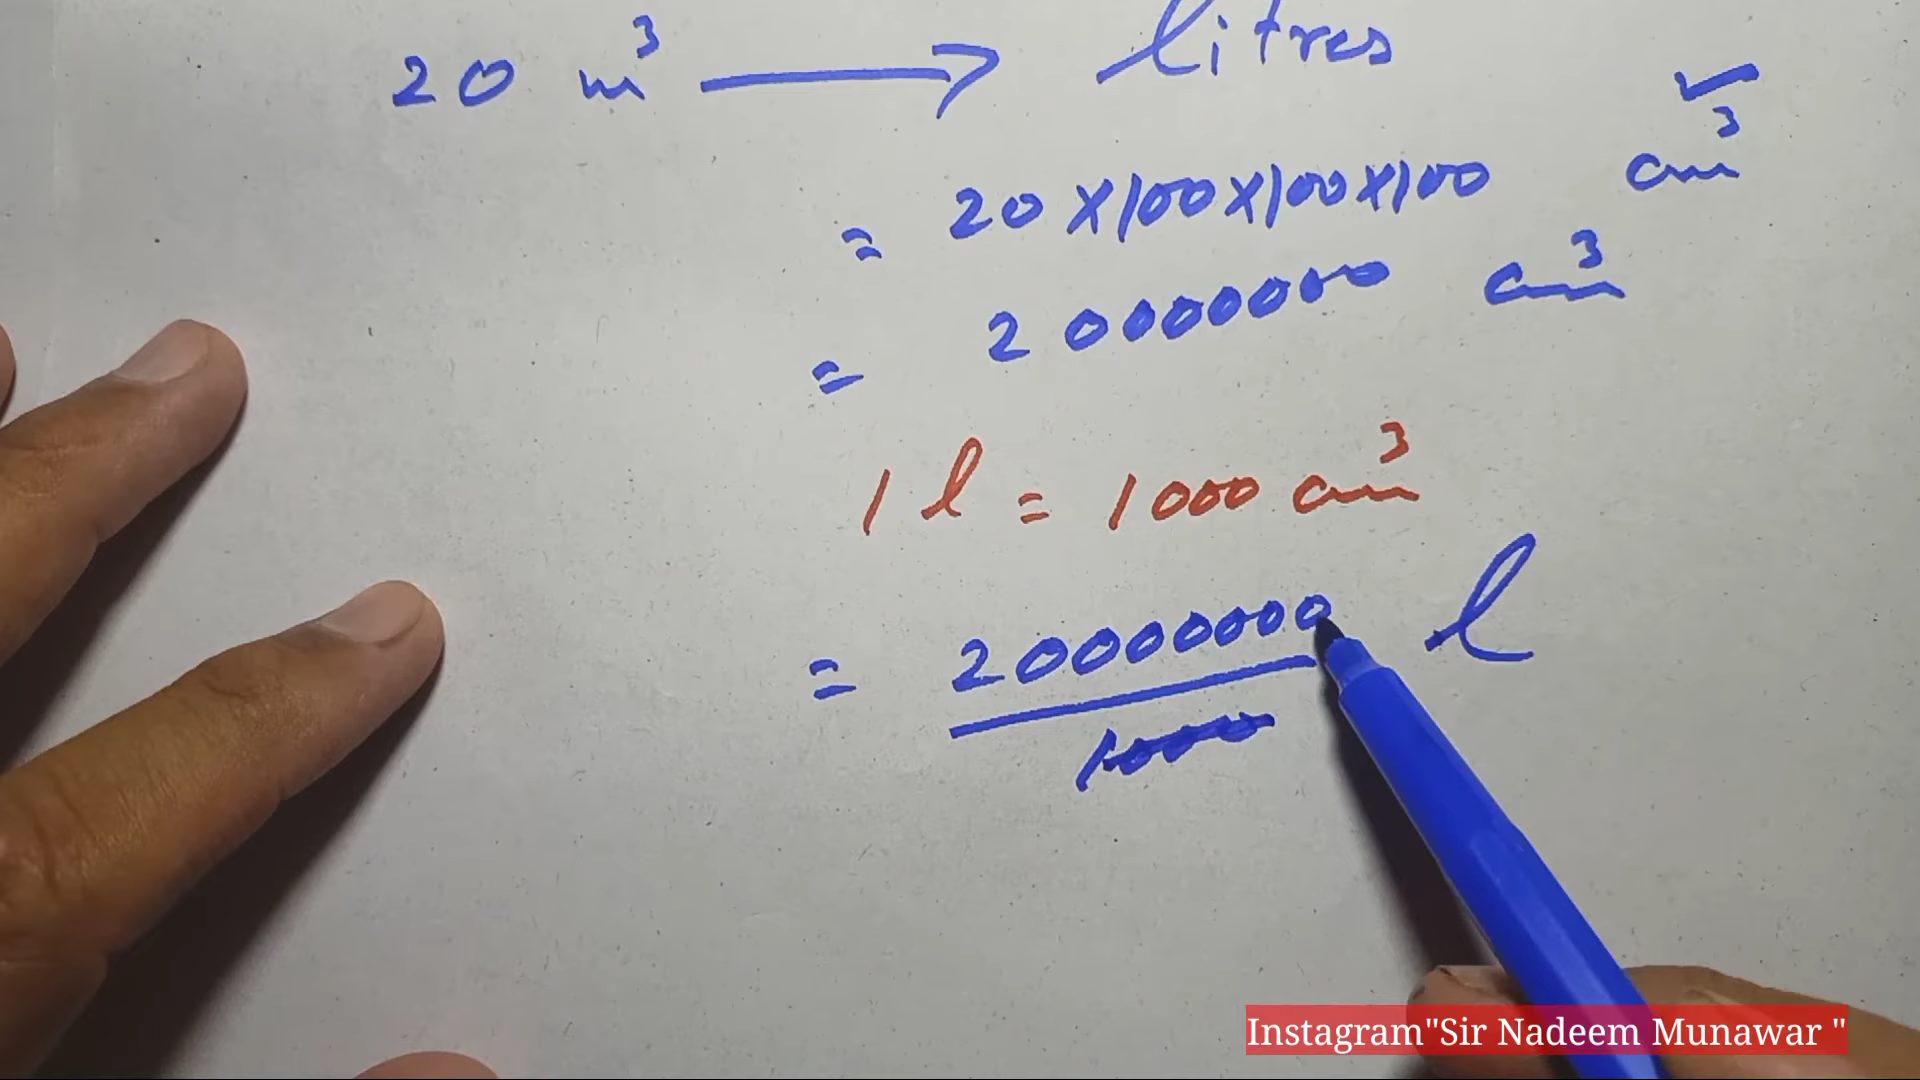 20 m³ → litres
= 20×100×100×100 cm³
= 20000000 cm³
1 l = 1000 cm³
= 20000000/1000 l
Instagram"Sir Nadeem Munawar "